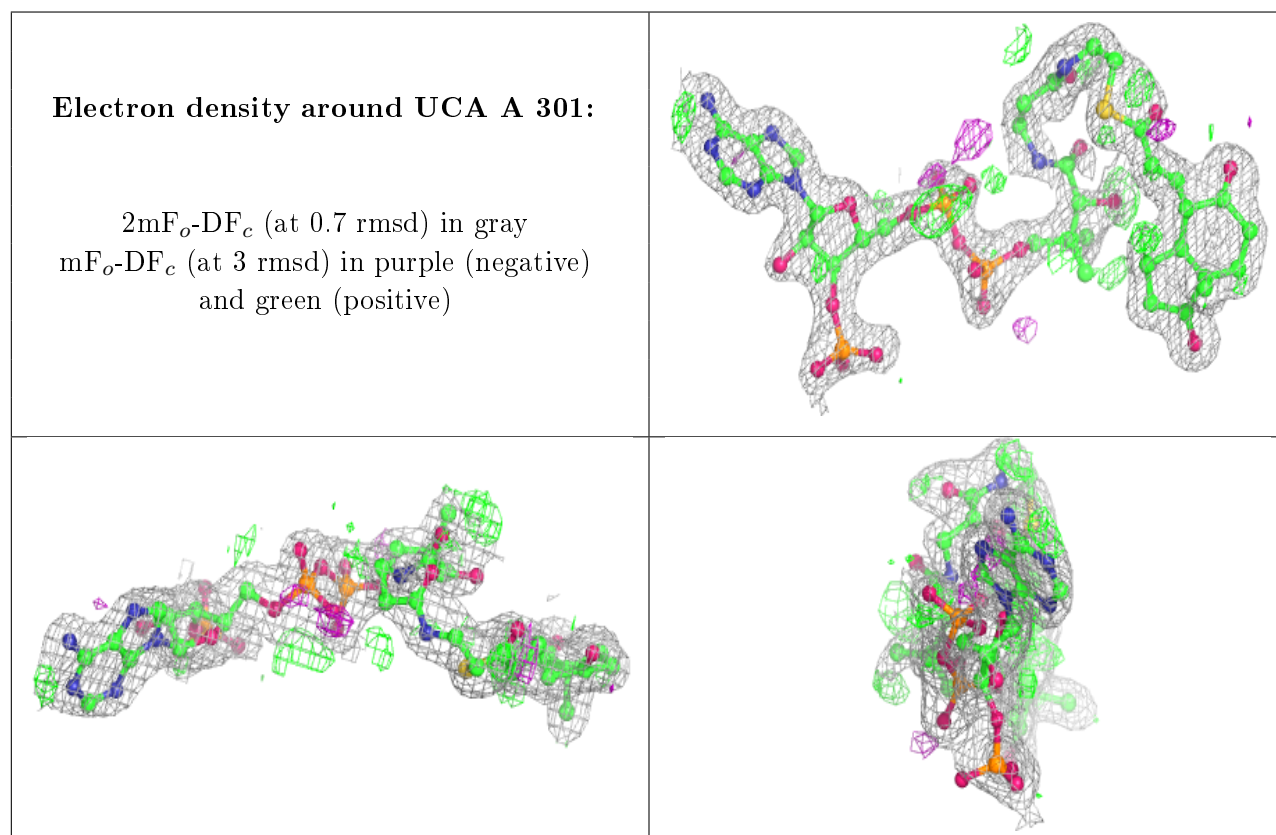 Electron density around UCA A 301:
2mFₒ-DF𝒸 (at 0.7 rmsd) in gray
mFₒ-DF𝒸 (at 3 rmsd) in purple (negative)
and green (positive)